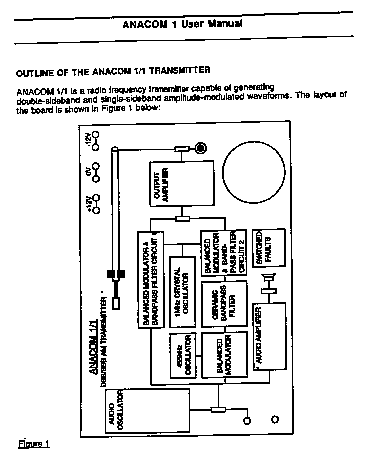 ANACOM 1 User Manual
OUTLINE OF THE ANACOM 1/1 TRANSMITTER
ANACOM 1/1 is a radio frequency transmitter capable of generating
double-sideband and single-sideband amplitude-modulated waveforms. The layout of
the board is shown in Figure 1 below:
-12V
0V
+12V
OUTPUT
AMPLIFIER
BALANCED MODULATOR &
BANDPASS FILTER CIRCUIT 1
1MHz CRYSTAL
OSCILLATOR
BALANCED
MODULATOR
& BAND-
PASS FILTER
CIRCUIT 2
SWITCHED
FAULTS
CERAMIC
BANDPASS
FILTER
455kHz
OSCILLATOR
BALANCED
MODULATOR
AUDIO AMPLIFIER
ANACOM 1/1
DSB/SSB AM TRANSMITTER
AUDIO
OSCILLATOR
Figure 1